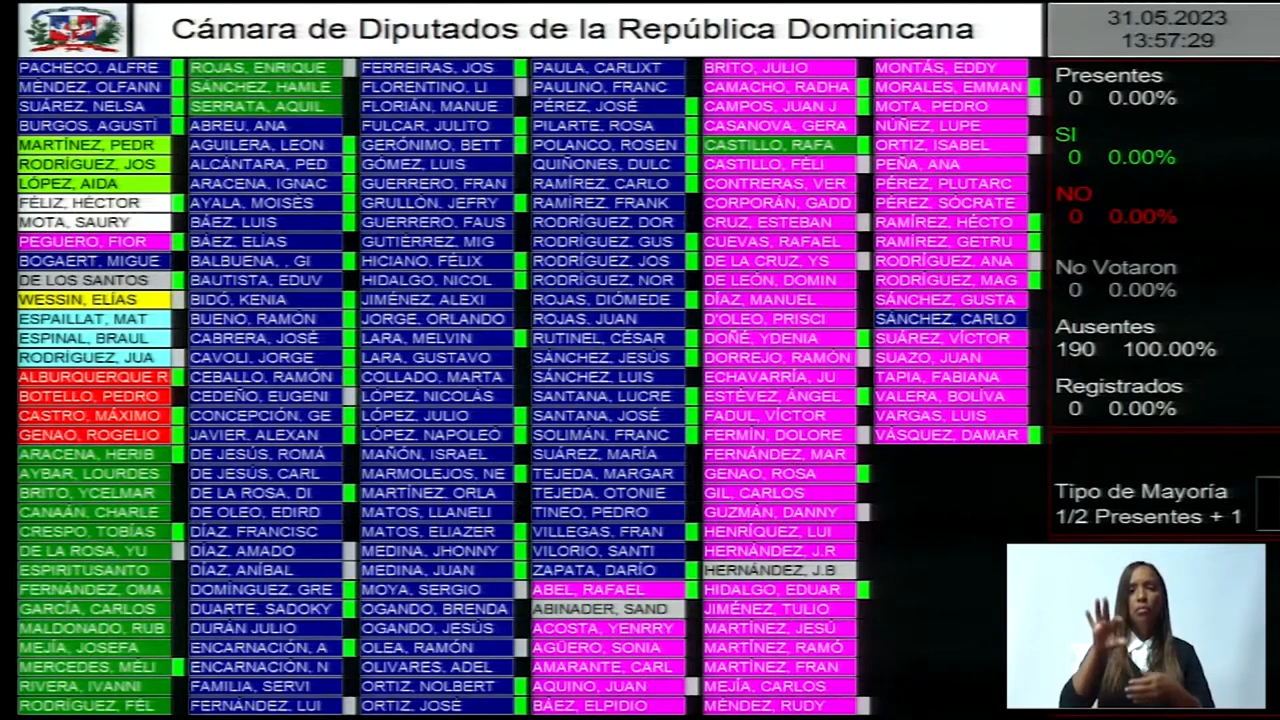 Cámara de Diputados de la República Dominicana
31.05.2023
13:57:29
PACHECO, ALFRE
MÉNDEZ, OLFANN
SUÁREZ, NELSA
BURGOS, AGUSTÍ
MARTÍNEZ, PEDR
RODRÍGUEZ, JOS
LÓPEZ, AIDA
FÉLIZ, HÉCTOR
MOTA, SAURY
PEGUERO, FIOR
BOGAERT, MIGUE
DE LOS SANTOS
WESSIN, ELÍAS
ESPAILLAT, MAT
ESPINAL, BRAUL
RODRÍGUEZ, JUA
ALBURQUERQUE R
BOTELLO, PEDRO
CASTRO, MÁXIMO
GENAO, ROGELIO
ARACENA, HERIB
AYBAR, LOURDES
BRITO, YCELMAR
CANAÁN, CHARLE
CRESPO, TOBÍAS
DE LA ROSA, YU
ESPIRITUSANTO
FERNÁNDEZ, OMA
GARCÍA, CARLOS
MALDONADO, RUB
MEJÍA, JOSEFA
MERCEDES, MÉLI
RIVERA, IVANNI
RODRÍGUEZ, FÉL
ROJAS, ENRIQUE
SÁNCHEZ, HAMLE
SERRATA, AQUIL
ABREU, ANA
AGUILERA, LEON
ALCÁNTARA, PED
ARACENA, IGNAC
AYALA, MOISÉS
BÁEZ, LUIS
BÁEZ, ELÍAS
BALBUENA, , GI
BAUTISTA, EDUV
BIDÓ, KENIA
BUENO, RAMÓN
CABRERA, JOSÉ
CAVOLI, JORGE
CEBALLO, RAMÓN
CEDEÑO, EUGENI
CONCEPCIÓN, GE
JAVIER, ALEXAN
DE JESÚS, ROMÁ
DE JESÚS, CARL
DE LA ROSA, DI
DE OLEO, EDIRD
DÍAZ, FRANCISC
DÍAZ, AMADO
DÍAZ, ANÍBAL
DOMÍNGUEZ, GRE
DUARTE, SADOKY
DURÁN JULIO
ENCARNACIÓN, A
ENCARNACIÓN, N
FAMILIA, SERVI
FERNÁNDEZ, LUI
FERREIRAS, JOS
FLORENTINO, LI
FLORIÁN, MANUE
FULCAR, JULITO
GERÓNIMO, BETT
GÓMEZ, LUIS
GUERRERO, FRAN
GRULLÓN, JEFRY
GUERRERO, FAUS
GUTIÉRREZ, MIG
HICIANO, FÉLIX
HIDALGO, NICOL
JIMÉNEZ, ALEXI
JORGE, ORLANDO
LARA, MELVIN
LARA, GUSTAVO
COLLADO, MARTA
LÓPEZ, NICOLÁS
LÓPEZ, JULIO
LÓPEZ, NAPOLEÓ
MAÑÓN, ISRAEL
MARMOLEJOS, NE
MARTÍNEZ, ORLA
MATOS, LLANELI
MATOS, ELIAZER
MEDINA, JHONNY
MEDINA, JUAN
MOYA, SERGIO
OGANDO, BRENDA
OGANDO, JESÚS
OLEA, RAMÓN
OLIVARES, ADEL
ORTIZ, NOLBERT
ORTIZ, JOSÉ
PAULA, CARLIXT
PAULINO, FRANC
PÉREZ, JOSÉ
PILARTE, ROSA
POLANCO, ROSEN
QUIÑONES, DULC
RAMÍREZ, CARLO
RAMÍREZ, FRANK
RODRÍGUEZ, DOR
RODRÍGUEZ, GUS
RODRÍGUEZ, JOS
RODRÍGUEZ, NOR
ROJAS, DIÓMEDE
ROJAS, JUAN
RUTINEL, CÉSAR
SÁNCHEZ, JESÚS
SÁNCHEZ, LUIS
SANTANA, LUCRE
SANTANA, JOSÉ
SOLIMÁN, FRANC
SUÁREZ, MARÍA
TEJEDA, MARGAR
TEJEDA, OTONIE
TINEO, PEDRO
VILLEGAS, FRAN
VILORIO, SANTI
ZAPATA, DARÍO
ABEL, RAFAEL
ABINADER, SAND
ACOSTA, YENRRY
AGÜERO, SONIA
AMARANTE, CARL
AQUINO, JUAN
BÁEZ, ELPIDIO
BRITO, JULIO
CAMACHO, RADHA
CAMPOS, JUAN J
CASANOVA, GERA
CASTILLO, RAFA
CASTILLO, FÉLI
CONTRERAS, VER
CORPORÁN, GADD
CRUZ, ESTEBAN
CUEVAS, RAFAEL
DE LA CRUZ, YS
DE LEÓN, DOMIN
DÍAZ, MANUEL
D'OLEO, PRISCI
DOÑÉ, YDENIA
DORREJO, RAMÓN
ECHAVARRÍA, JU
ESTÉVEZ, ÁNGEL
FADUL, VÍCTOR
FERMÍN, DOLORE
FERNÁNDEZ, MAR
GENAO, ROSA
GIL, CARLOS
GUZMÁN, DANNY
HENRÍQUEZ, LUI
HERNÁNDEZ, J.R
HERNÁNDEZ, J.B
HIDALGO, EDUAR
JIMÉNEZ, TULIO
MARTÍNEZ, JESÚ
MARTÍNEZ, RAMÓ
MARTÍNEZ, FRAN
MEJÍA, CARLOS
MÉNDEZ, RUDY
MONTÁS, EDDY
MORALES, EMMAN
MOTA, PEDRO
NÚÑEZ, LUPE
ORTIZ, ISABEL
PEÑA, ANA
PÉREZ, PLUTARC
PÉREZ, SÓCRATE
RAMÍREZ, HÉCTO
RAMÍREZ, GETRU
RODRÍGUEZ, ANA
RODRÍGUEZ, MAG
SÁNCHEZ, GUSTA
SÁNCHEZ, CARLO
SUÁREZ, VÍCTOR
SUAZO, JUAN
TAPIA, FABIANA
VALERA, BOLÍVA
VARGAS, LUIS
VÁSQUEZ, DAMAR
Presentes
0 0.00%
SI
0 0.00%
NO
0 0.00%
No Votaron
0 0.00%
Ausentes
190 100.00%
Registrados
0 0.00%
Tipo de Mayoría
1/2 Presentes + 1